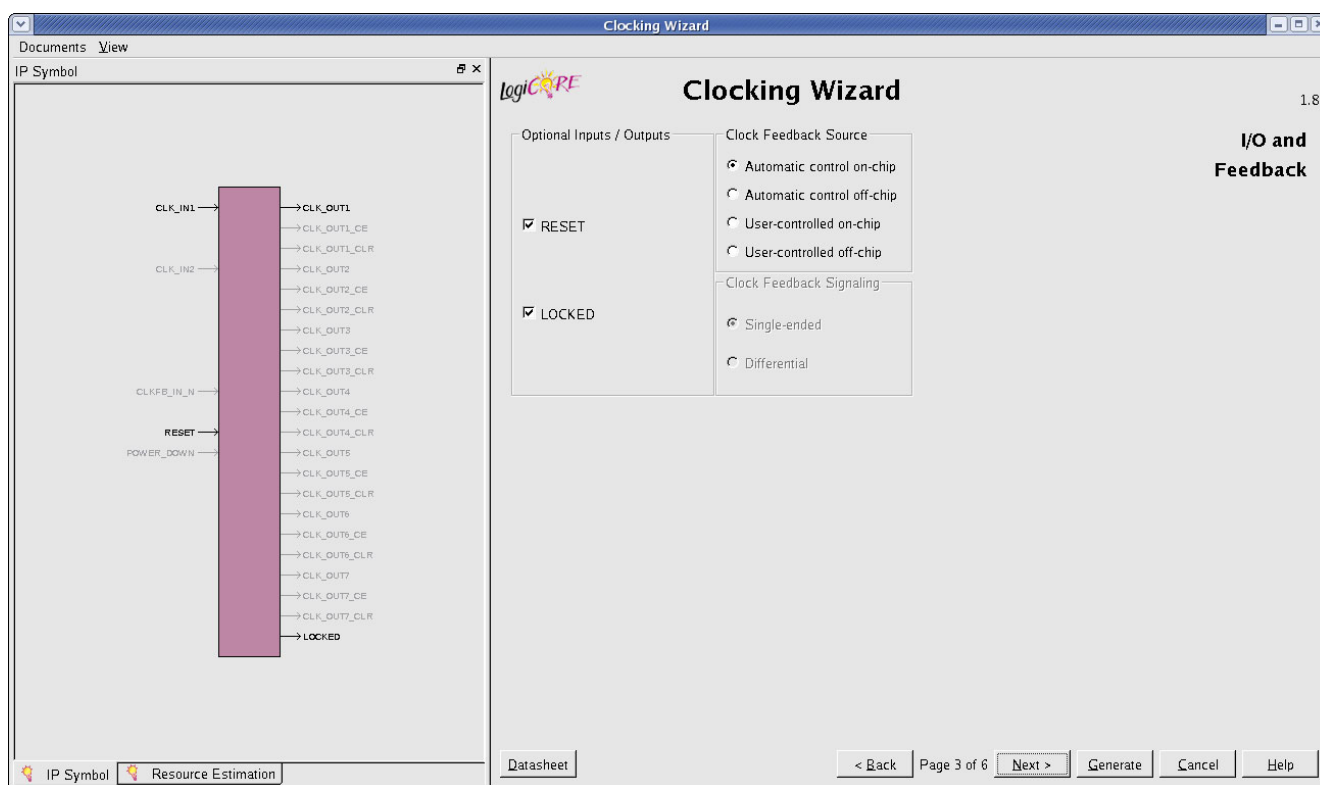 Clocking Wizard
Documents View
IP Symbol
CLK_IN1
CLK_IN2
CLKFB_IN_N
RESET
POWER_DOWN
CLK_OUT1
CLK_OUT1_CE
CLK_OUT1_CLR
CLK_OUT2
CLK_OUT2_CE
CLK_OUT2_CLR
CLK_OUT3
CLK_OUT3_CE
CLK_OUT3_CLR
CLK_OUT4
CLK_OUT4_CE
CLK_OUT4_CLR
CLK_OUT5
CLK_OUT5_CE
CLK_OUT5_CLR
CLK_OUT6
CLK_OUT6_CE
CLK_OUT6_CLR
CLK_OUT7
CLK_OUT7_CE
CLK_OUT7_CLR
LOCKED
IP Symbol
Resource Estimation
LogiCORE
Clocking Wizard
1.8
I/O and
Feedback
Optional Inputs / Outputs
RESET
LOCKED
Clock Feedback Source
Automatic control on-chip
Automatic control off-chip
User-controlled on-chip
User-controlled off-chip
Clock Feedback Signaling
Single-ended
Differential
Datasheet
< Back
Page 3 of 6
Next >
Generate
Cancel
Help